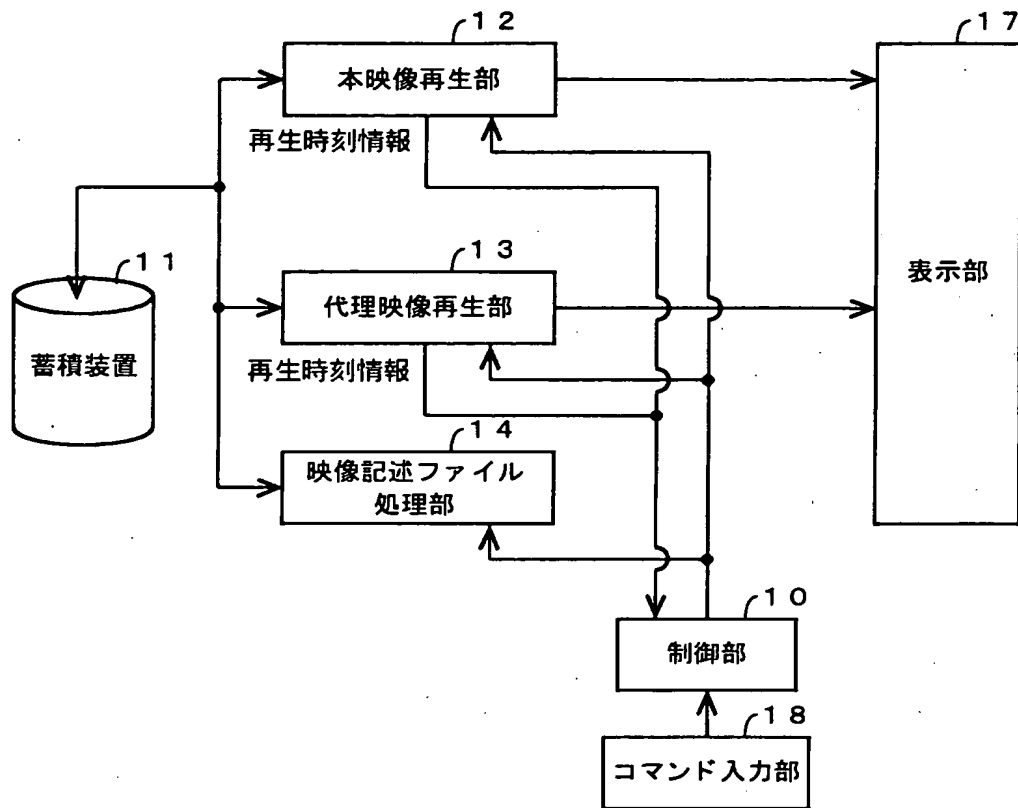 １２
１７
本映像再生部
再生時刻情報
１３
１１
代理映像再生部
表示部
蓄積装置
再生時刻情報
１４
映像記述ファイル
処理部
１０
制御部
１８
コマンド入力部